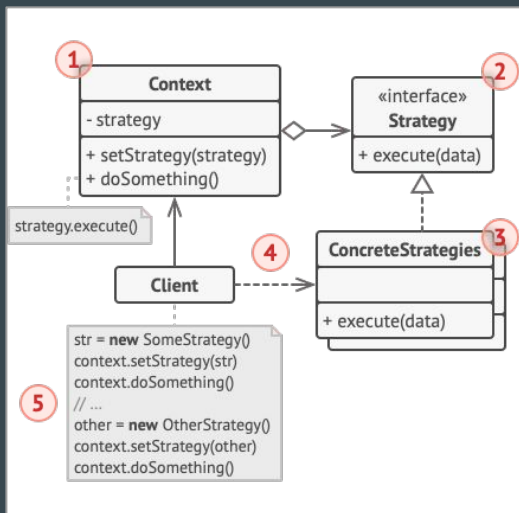 1
Context
- strategy
+ setStrategy(strategy)
+ doSomething()
strategy.execute()
2
«interface»
Strategy
+ execute(data)
3
ConcreteStrategies
+ execute(data)
4
Client
5
str = new SomeStrategy()
context.setStrategy(str)
context.doSomething()
// ...
other = new OtherStrategy()
context.setStrategy(other)
context.doSomething()